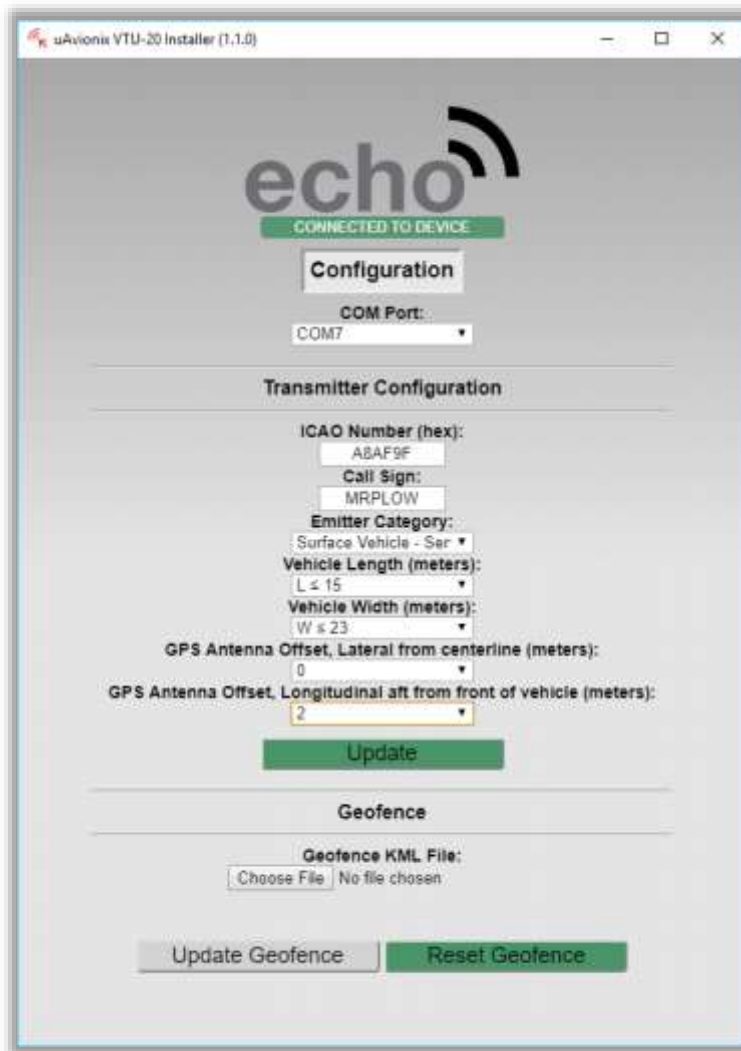 uAvionix VTU-20 Installer (1.1.0)
echo
CONNECTED TO DEVICE
Configuration
COM Port:
COM7
Transmitter Configuration
ICAO Number (hex):
A8AF9F
Call Sign:
MRPLOW
Emitter Category:
Surface Vehicle - Ser
Vehicle Length (meters):
L ≤ 15
Vehicle Width (meters):
W ≤ 23
GPS Antenna Offset, Lateral from centerline (meters):
0
GPS Antenna Offset, Longitudinal aft from front of vehicle (meters):
2
Update
Geofence
Geofence KML File:
Choose File No file chosen
Update Geofence Reset Geofence